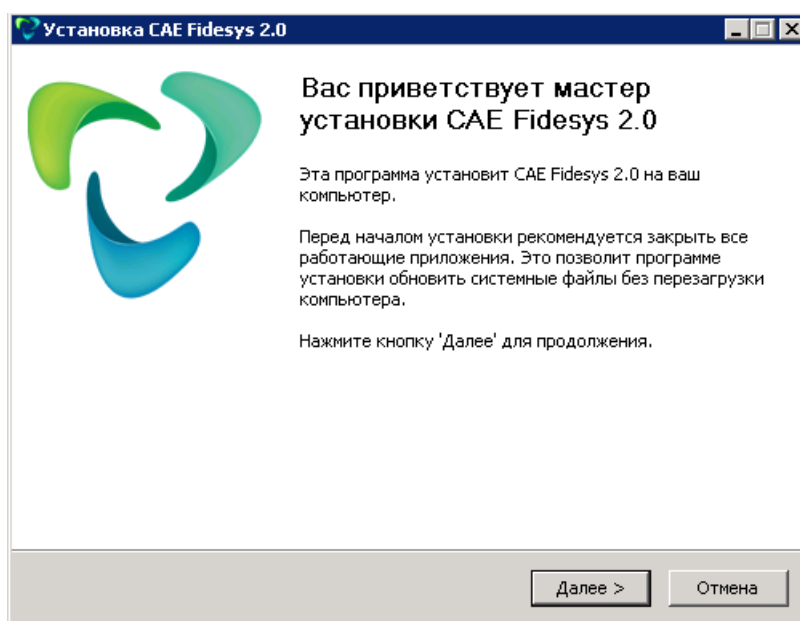 Установка CAE Fidesys 2.0
Вас приветствует мастер
установки CAE Fidesys 2.0
Эта программа установит CAE Fidesys 2.0 на ваш
компьютер.
Перед началом установки рекомендуется закрыть все
работающие приложения. Это позволит программе
установки обновить системные файлы без перезагрузки
компьютера.
Нажмите кнопку 'Далее' для продолжения.
Далее >
Отмена